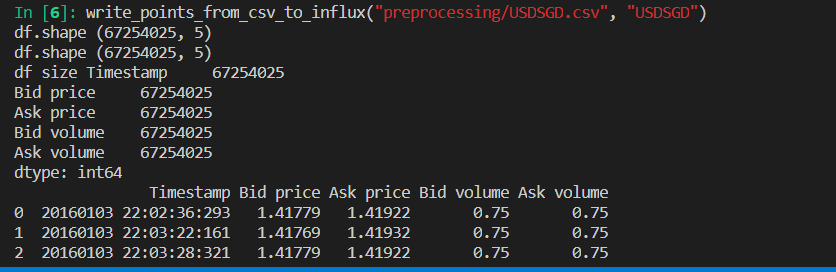 In [6]: write_points_from_csv_to_influx("preprocessing/USDSGD.csv", "USDSGD")
df.shape (67254025, 5)
df.shape (67254025, 5)
df size Timestamp     67254025
Bid price     67254025
Ask price     67254025
Bid volume    67254025
Ask volume    67254025
dtype: int64
               Timestamp Bid price Ask price Bid volume Ask volume
0  20160103 22:02:36:293   1.41779   1.41922       0.75       0.75
1  20160103 22:03:22:161   1.41769   1.41932       0.75       0.75
2  20160103 22:03:28:321   1.41779   1.41922       0.75       0.75